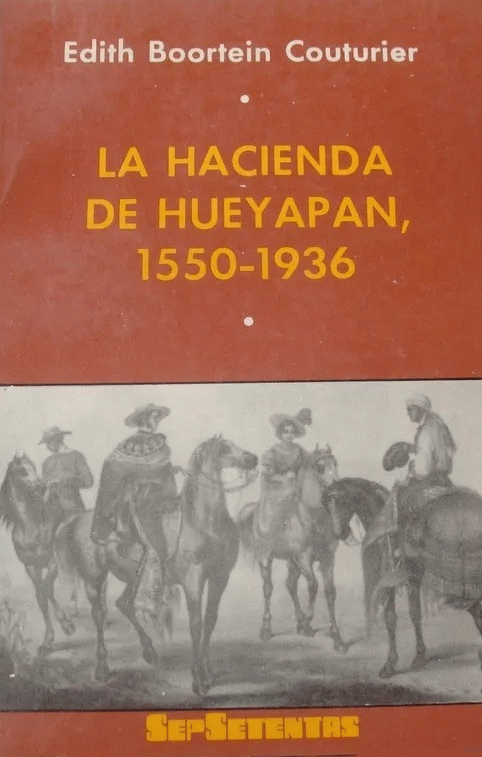 Edith Boortein Couturier
LA HACIENDA
DE HUEYAPAN,
1550-1936
SEPSETENTAS